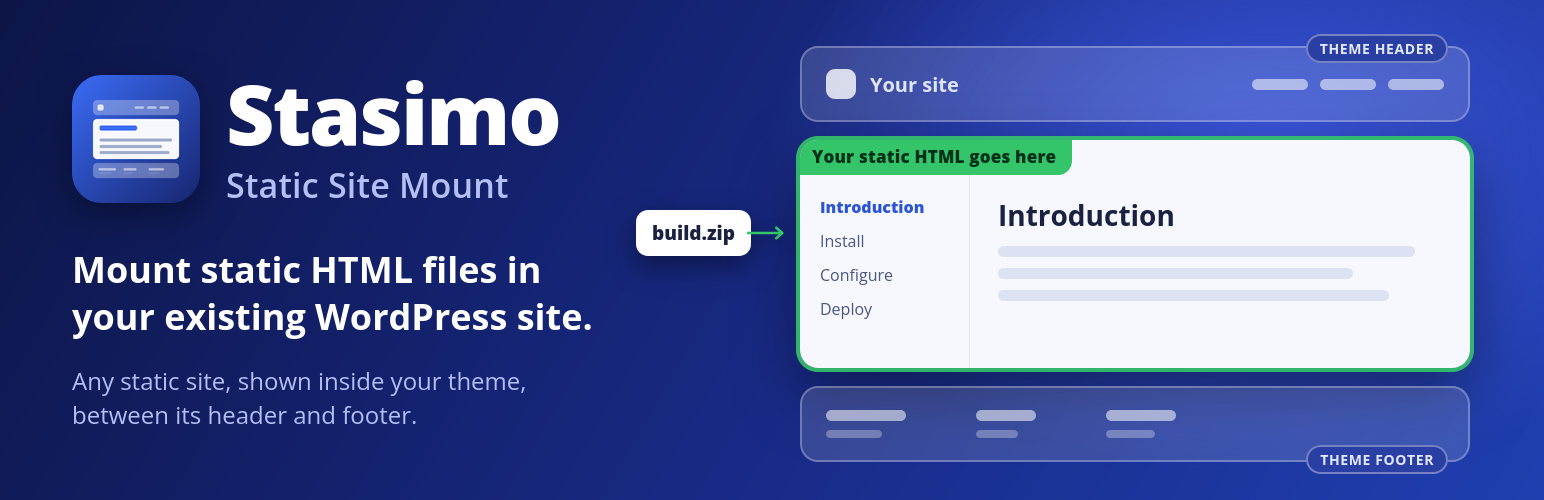 Stasimo
Static Site Mount
Mount static HTML files in
your existing WordPress site.
Any static site, shown inside your theme,
between its header and footer.
build.zip
THEME HEADER
Your site
Your static HTML goes here
Introduction
Install
Configure
Deploy
Introduction
THEME FOOTER